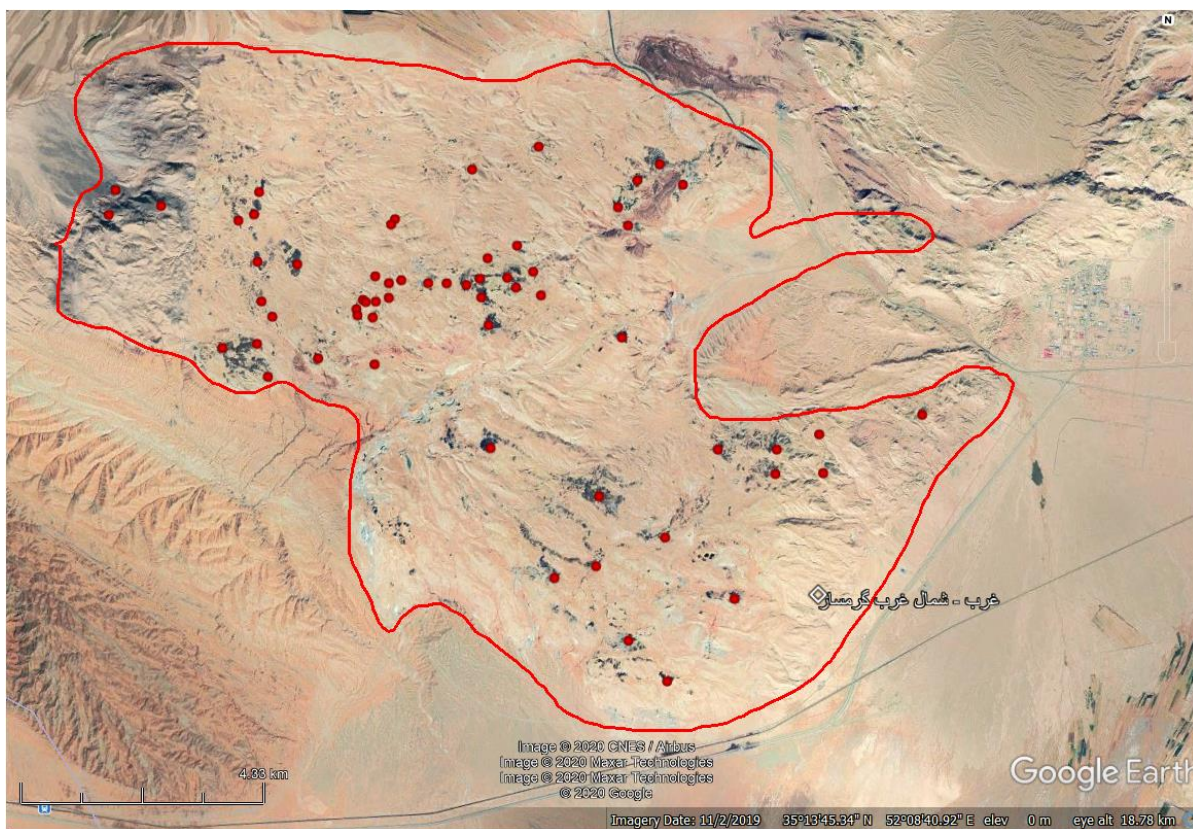 N
غرب - شمال غرب گرمسار
Image © 2020 CNES / Airbus
Image © 2020 Maxar Technologies
Image © 2020 Maxar Technologies
© 2020 Google
4.33 km
Google Earth
Imagery Date: 11/2/2019 35°13'45.34" N 52°08'40.92" E elev 0 m eye alt 18.78 km